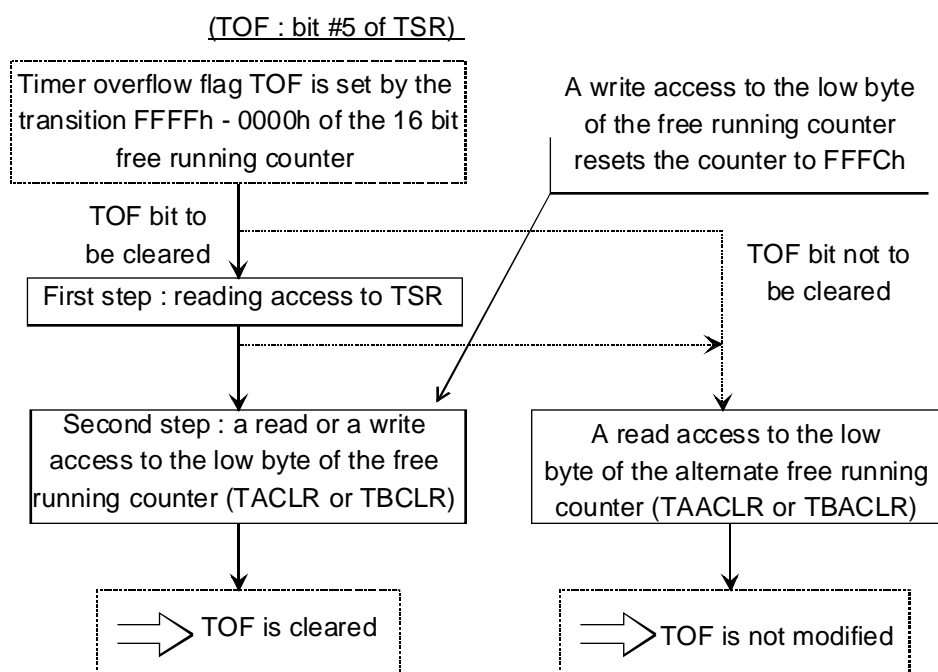 (TOF : bit #5 of TSR)
Timer overflow flag TOF is set by the
transition FFFFh - 0000h of the 16 bit
free running counter
A write access to the low byte
of the free running counter
resets the counter to FFFCh
TOF bit to
be cleared
TOF bit not to
be cleared
First step : reading access to TSR
Second step : a read or a write
access to the low byte of the free
running counter (TACLR or TBCLR)
A read access to the low
byte of the alternate free running
counter (TAACLR or TBACLR)
TOF is cleared
TOF is not modified